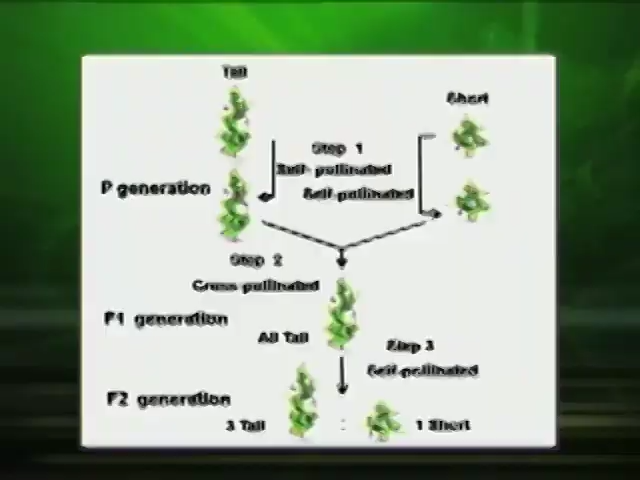 Tall
Short
Step 1
Self- pollinated
Self-pollinated
P generation
Step 2
Cross pollinated
F1 generation
All Tall
Step 3
Self-pollinated
F2 generation
3 Tall : 1 Short